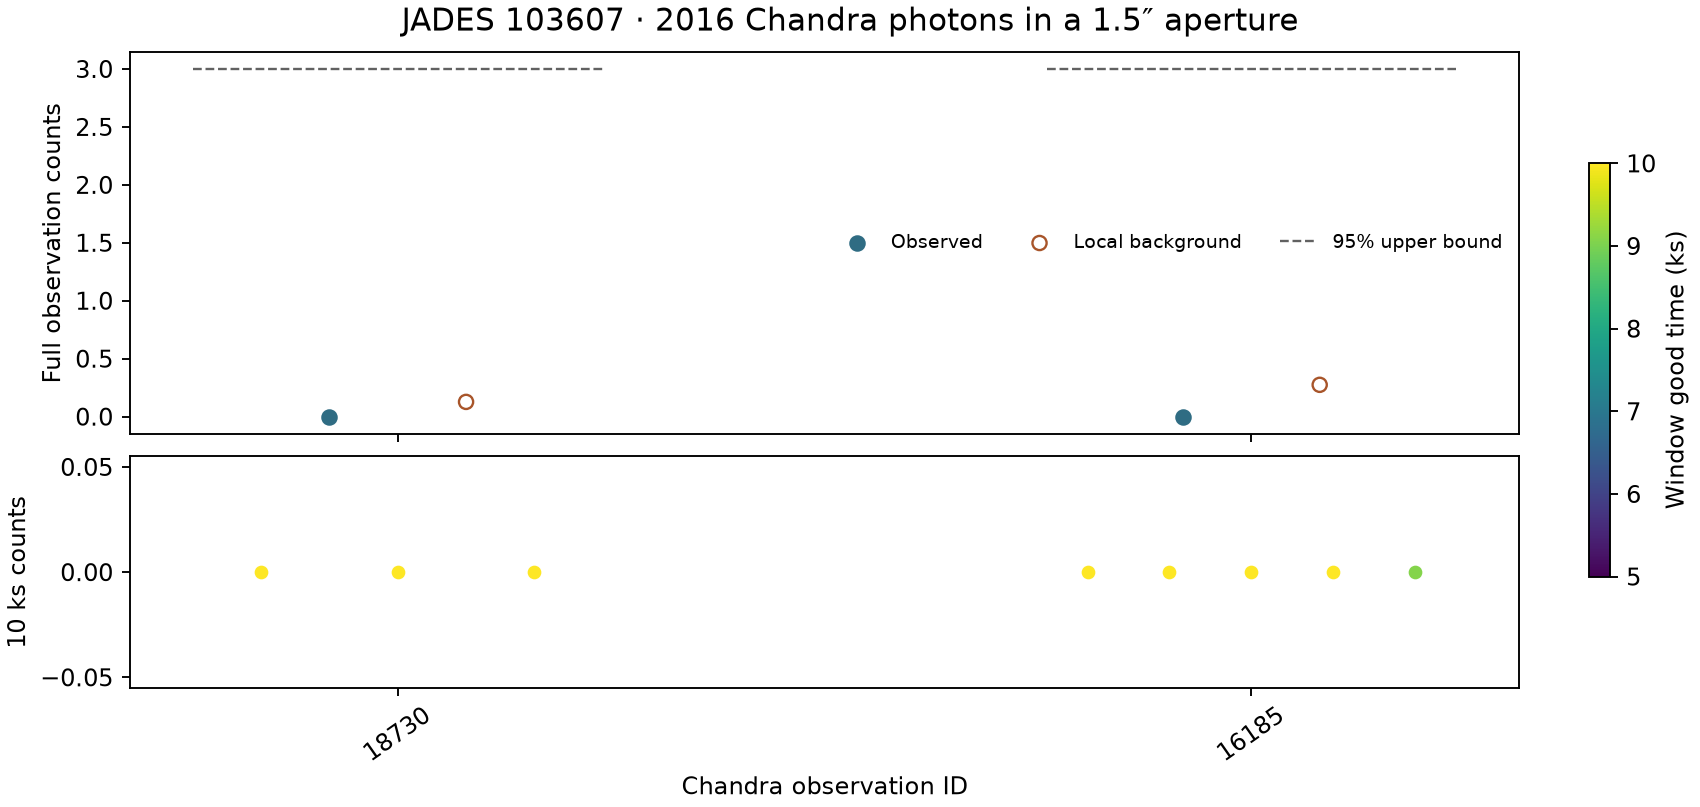 JADES 103607 · 2016 Chandra photons in a 1.5″ aperture
Full observation counts
3.0
2.5
2.0
1.5
1.0
0.5
0.0
Observed
Local background
95% upper bound
10 ks counts
0.05
0.00
−0.05
18730
16185
Chandra observation ID
10
9
8
7
6
5
Window good time (ks)